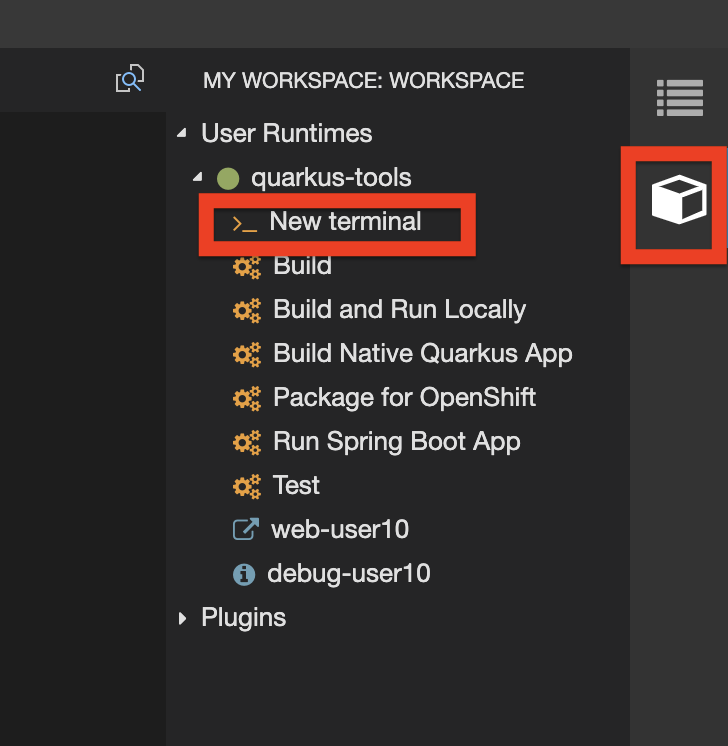 MY WORKSPACE: WORKSPACE
User Runtimes
quarkus-tools
New terminal
Build
Build and Run Locally
Build Native Quarkus App
Package for OpenShift
Run Spring Boot App
Test
web-user10
debug-user10
Plugins